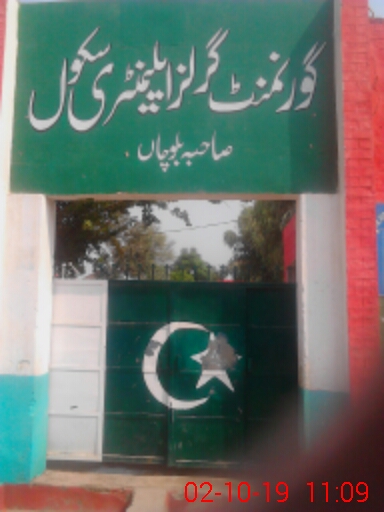 گورنمنٹ گرلز ایلیمنٹری سکول
صاحبہ بلوچاں
02-10-19 11:09